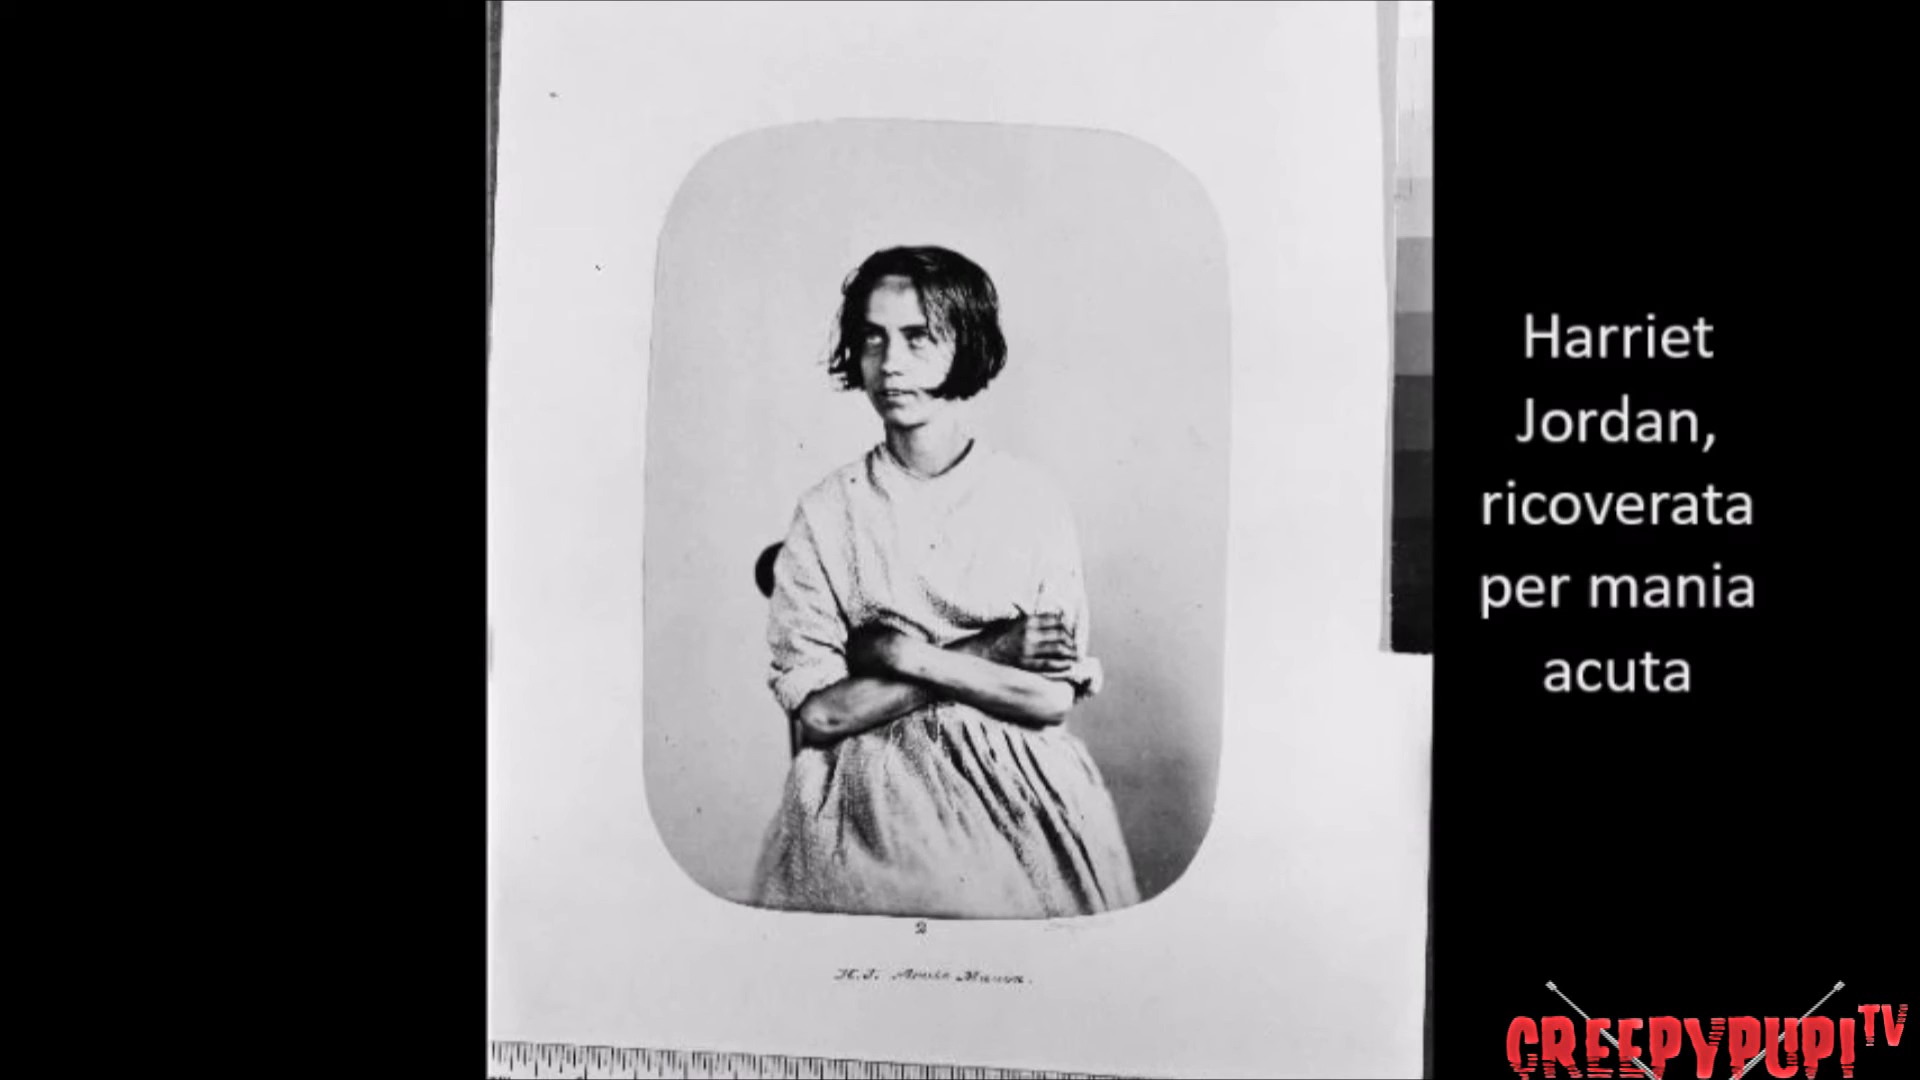 Harriet
Jordan,
ricoverata
per mania
acuta
2
H.J. Acute Mania.
CREEPYPUPI TV